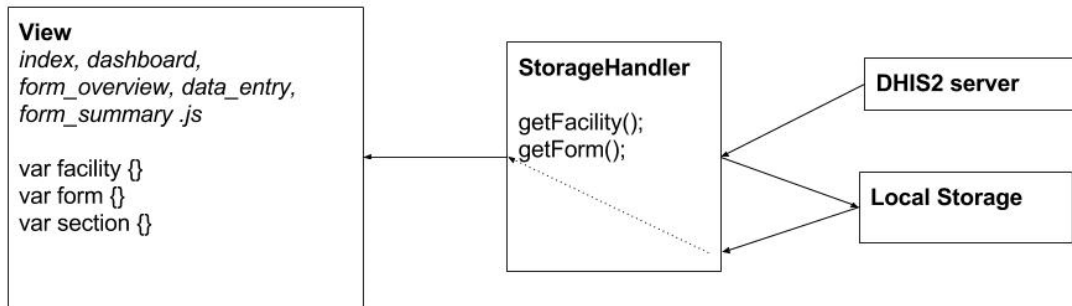 View
index, dashboard,
form_overview, data_entry,
form_summary .js
var facility {}
var form {}
var section {}
StorageHandler
getFacility();
getForm();
DHIS2 server
Local Storage